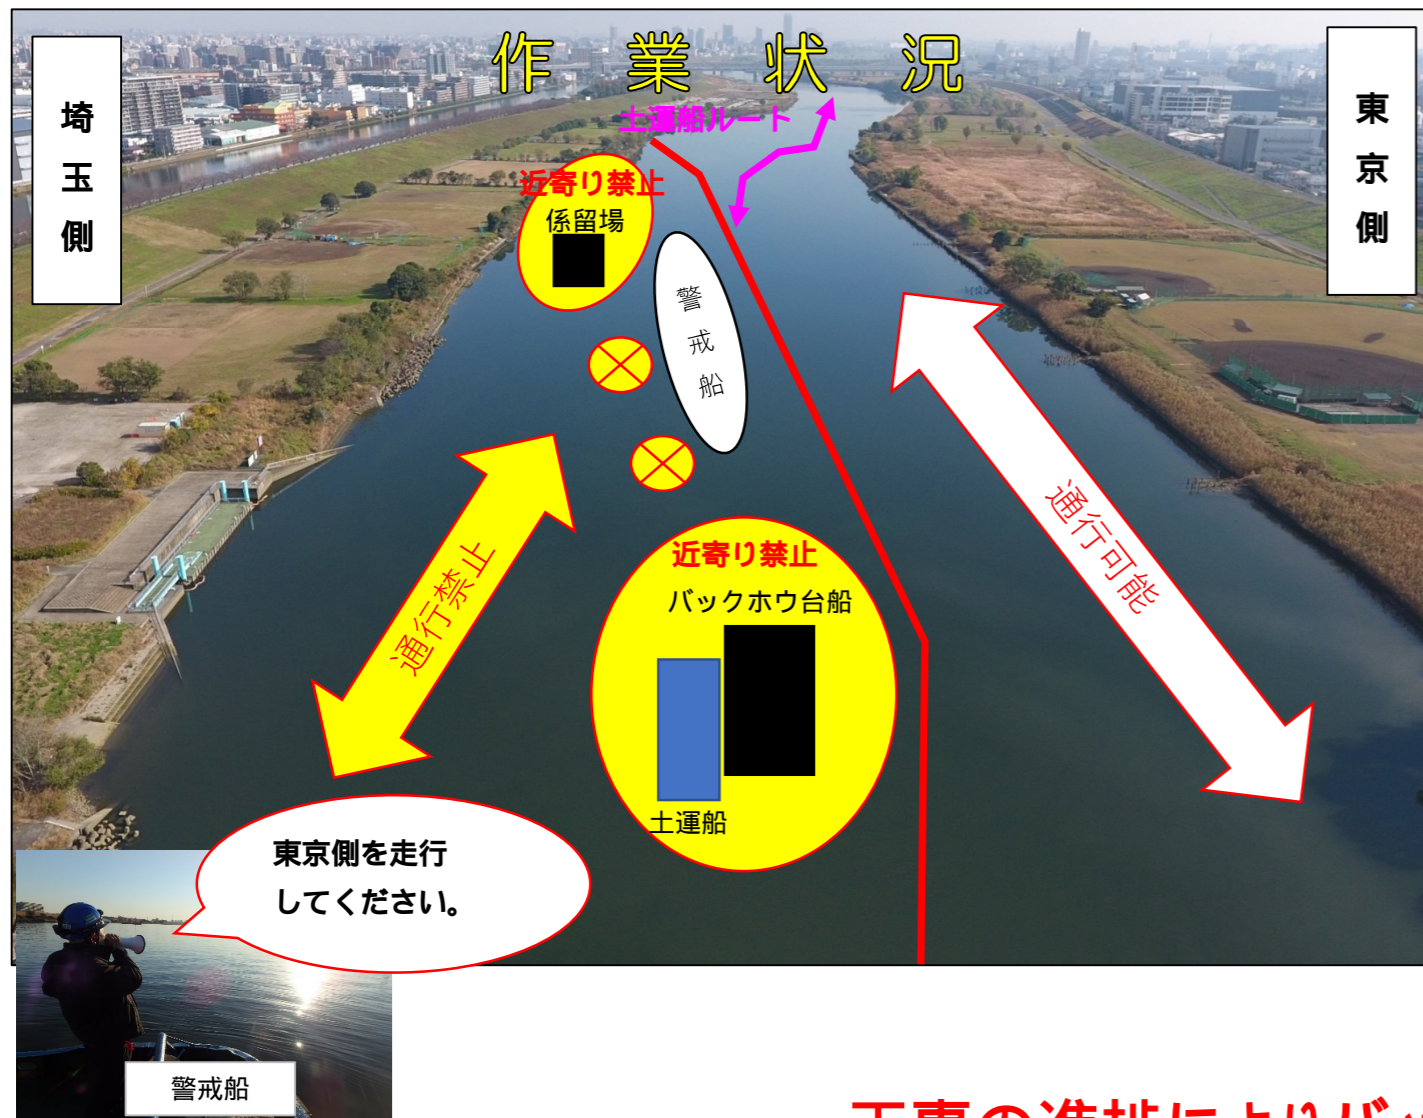 作業状況
埼玉側
東京側
土運船ルート
近寄り禁止
係留場
警戒船
通行禁止
通行可能
近寄り禁止
バックホウ台船
土運船
東京側を走行
してください。
警戒船